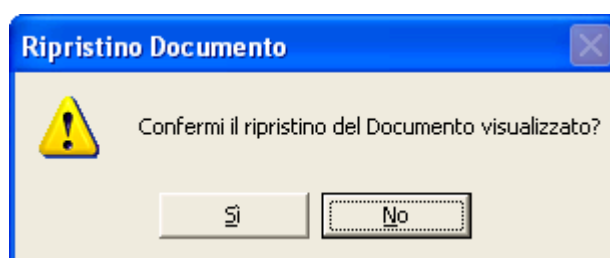 Ripristino Documento
Confermi il ripristino del Documento visualizzato?
Sì
No